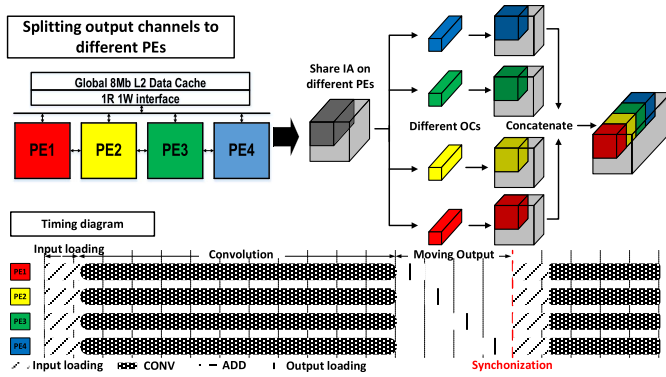 Splitting output channels to
different PEs
Global 8Mb L2 Data Cache
1R 1W interface
PE1
PE2
PE3
PE4
Share IA on
different PEs
Different OCs
Concatenate
Timing diagram
Input loading
Convolution
Moving Output
PE1
PE2
PE3
PE4
Synchonization
Input loading
CONV
ADD
Output loading